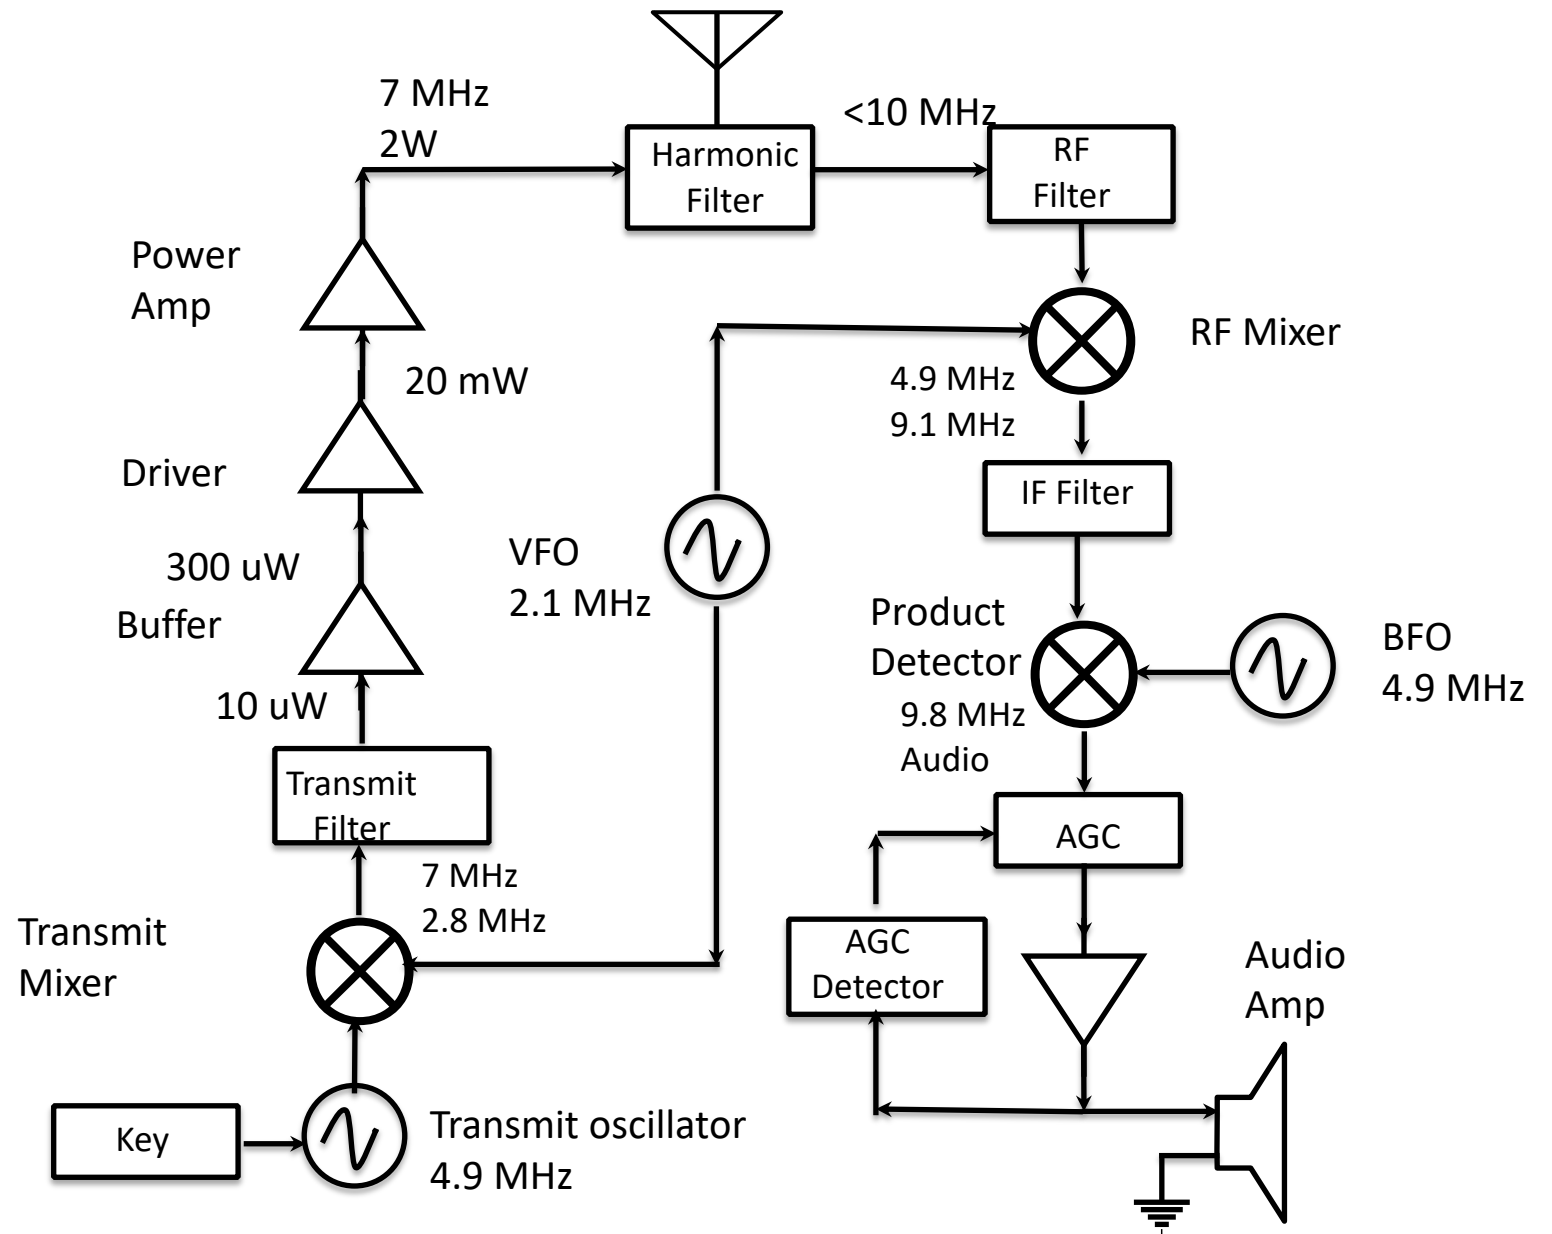 7 MHz
2W
<10 MHz
Harmonic
Filter
RF
Filter
Power
Amp
RF Mixer
20 mW
4.9 MHz
9.1 MHz
Driver
IF Filter
VFO
2.1 MHz
300 uW
Buffer
Product
Detector
BFO
4.9 MHz
10 uW
9.8 MHz
Audio
Transmit
Filter
AGC
7 MHz
2.8 MHz
Transmit
Mixer
AGC
Detector
Audio
Amp
Key
Transmit oscillator
4.9 MHz